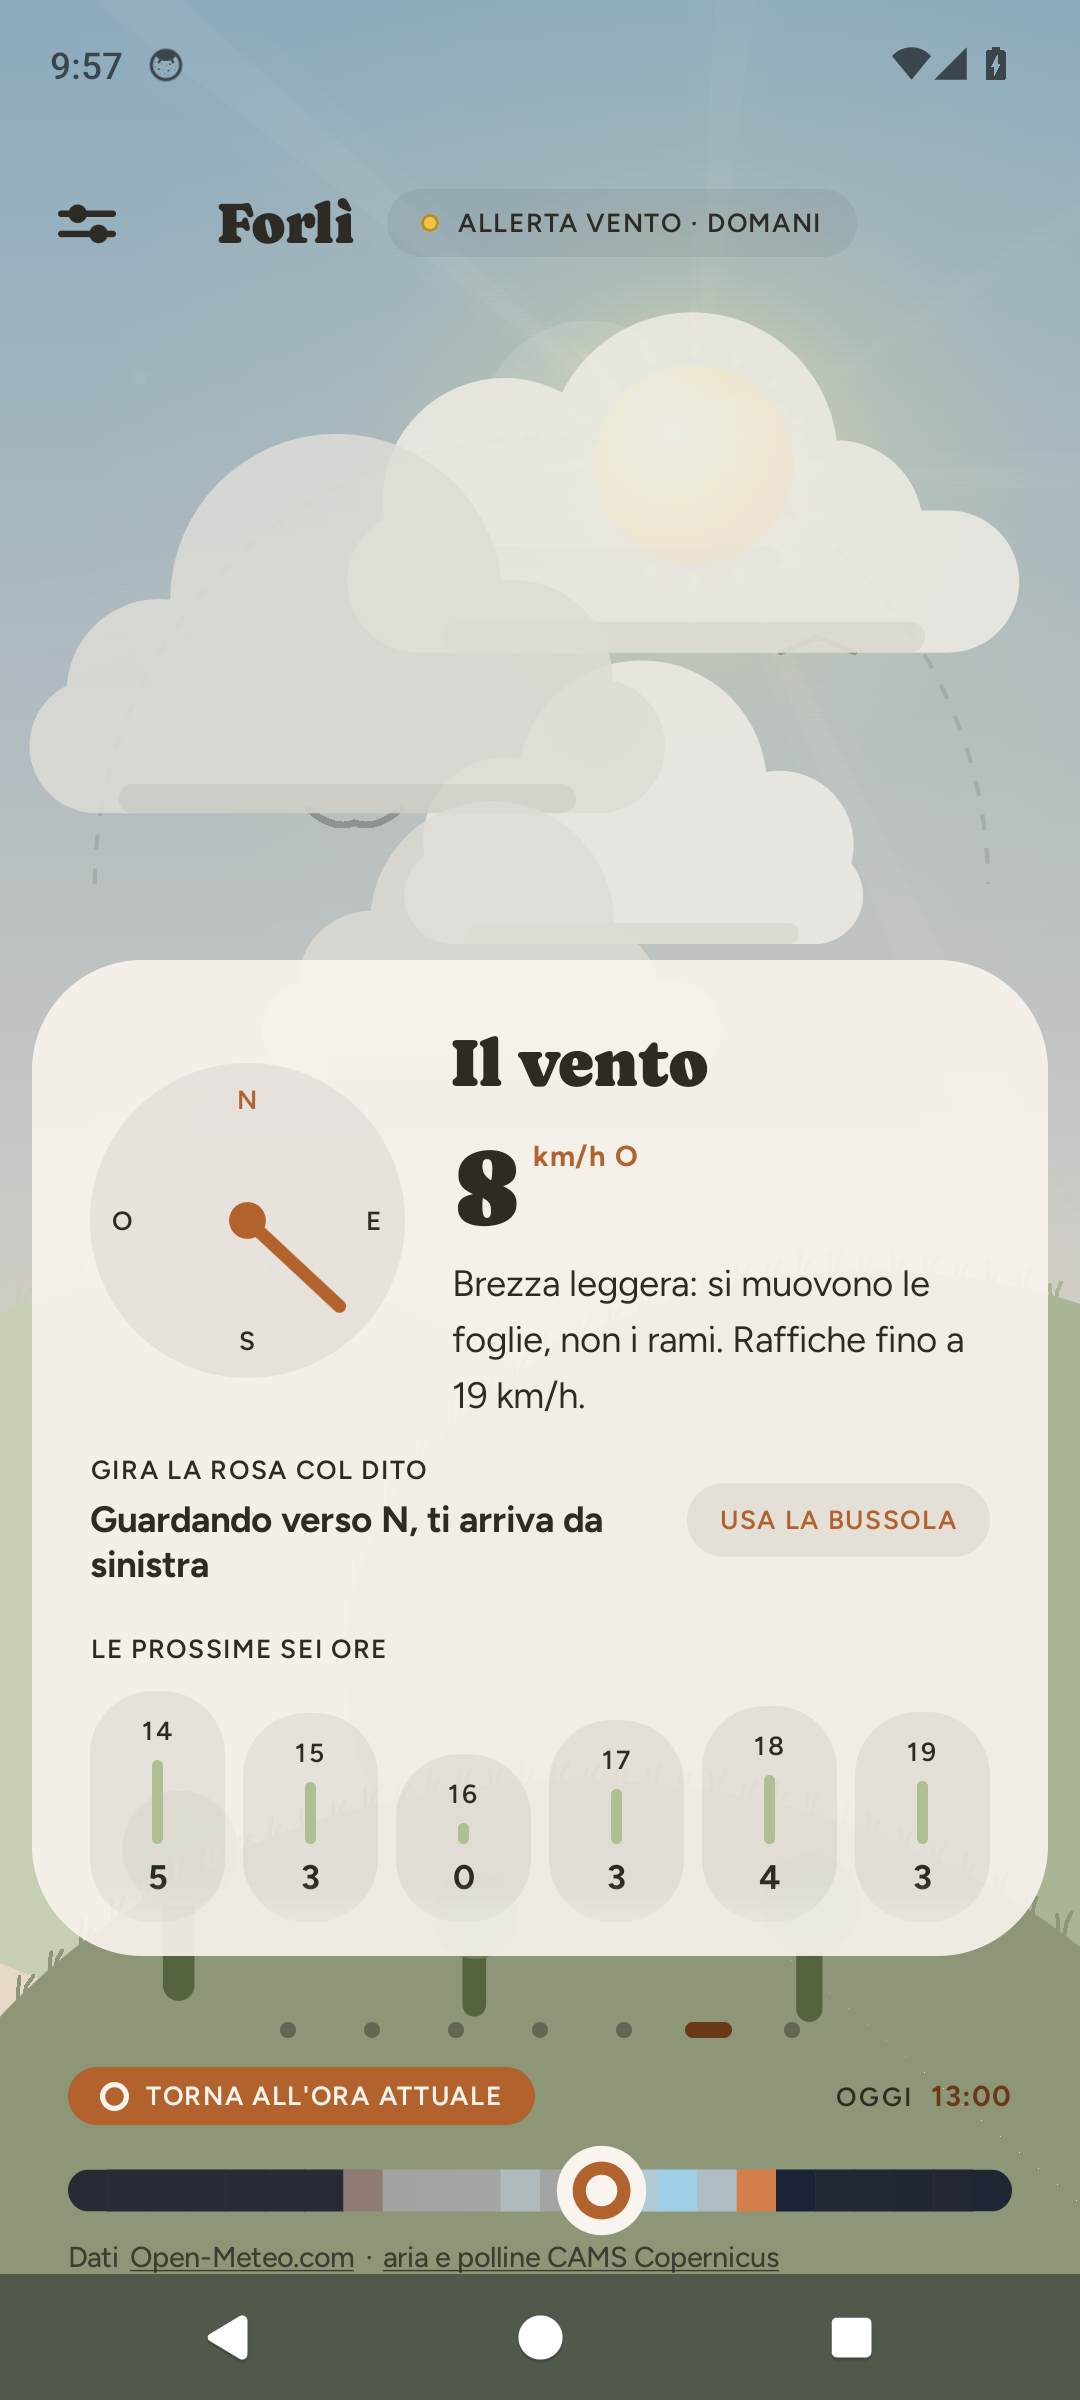 9:57
Forlì
ALLERTA VENTO · DOMANI
Il vento
8 km/h O
N
O
E
S
Brezza leggera: si muovono le
foglie, non i rami. Raffiche fino a
19 km/h.
GIRA LA ROSA COL DITO
Guardando verso N, ti arriva da
sinistra
USA LA BUSSOLA
LE PROSSIME SEI ORE
14 15 16 17 18 19
5 3 0 3 4 3
TORNA ALL'ORA ATTUALE
OGGI 13:00
Dati Open-Meteo.com · aria e polline CAMS Copernicus